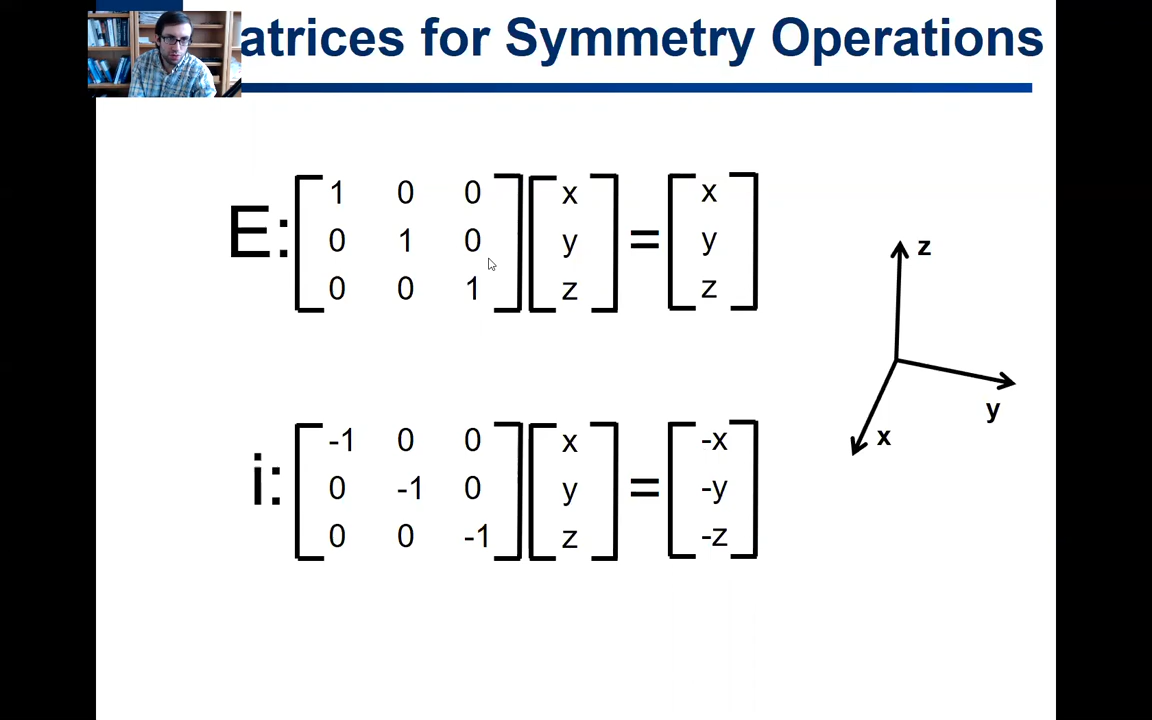 atrices for Symmetry Operations
E: 1 0 0 x x
0 1 0 y = y
0 0 1 z z
z
y
x
i: -1 0 0 x -x
0 -1 0 y = -y
0 0 -1 z -z